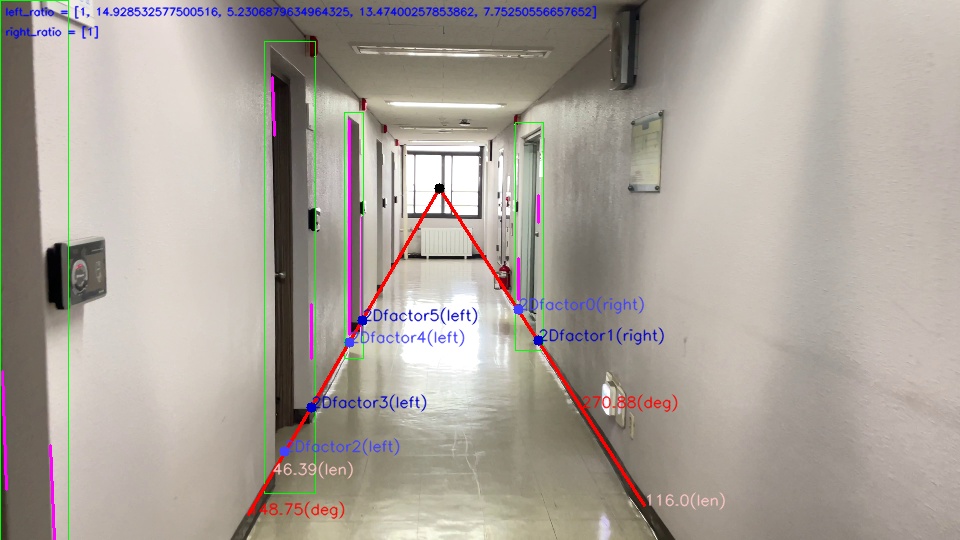 left_ratio = [1, 14.928532577500516, 5.2306879634964325, 13.47400257853862, 7.75250556657652]
right_ratio = [1]
2Dfactor0(right)
2Dfactor5(left)
2Dfactor1(right)
2Dfactor4(left)
2Dfactor3(left)
270.88(deg)
2Dfactor2(left)
46.39(len)
116.0(len)
48.75(deg)